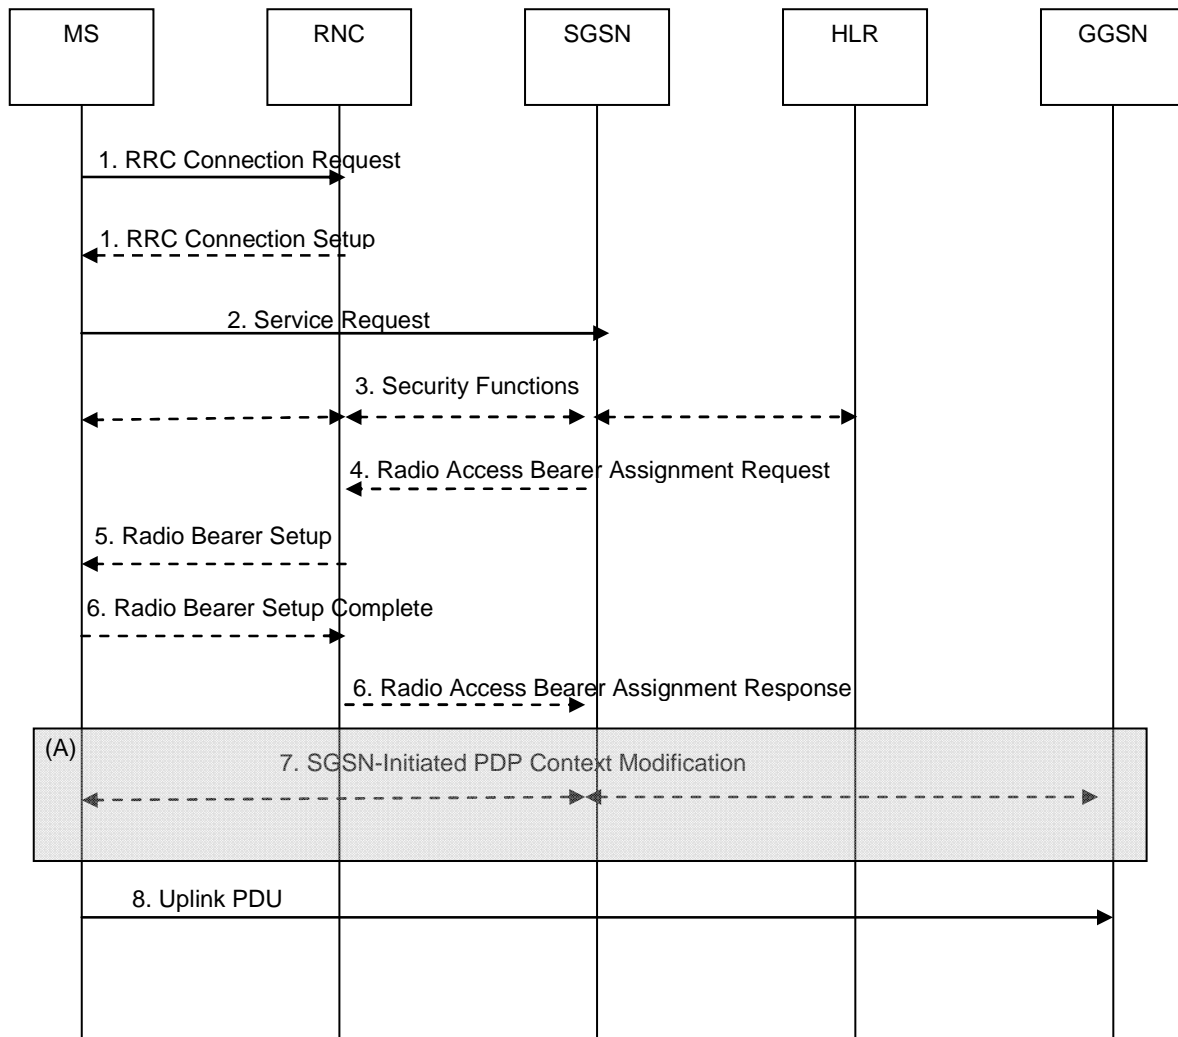 MS
RNC
SGSN
HLR
GGSN
1. RRC Connection Request
1. RRC Connection Setup
2. Service Request
3. Security Functions
4. Radio Access Bearer Assignment Request
5. Radio Bearer Setup
6. Radio Bearer Setup Complete
6. Radio Access Bearer Assignment Response
(A)
7. SGSN-Initiated PDP Context Modification
8. Uplink PDU